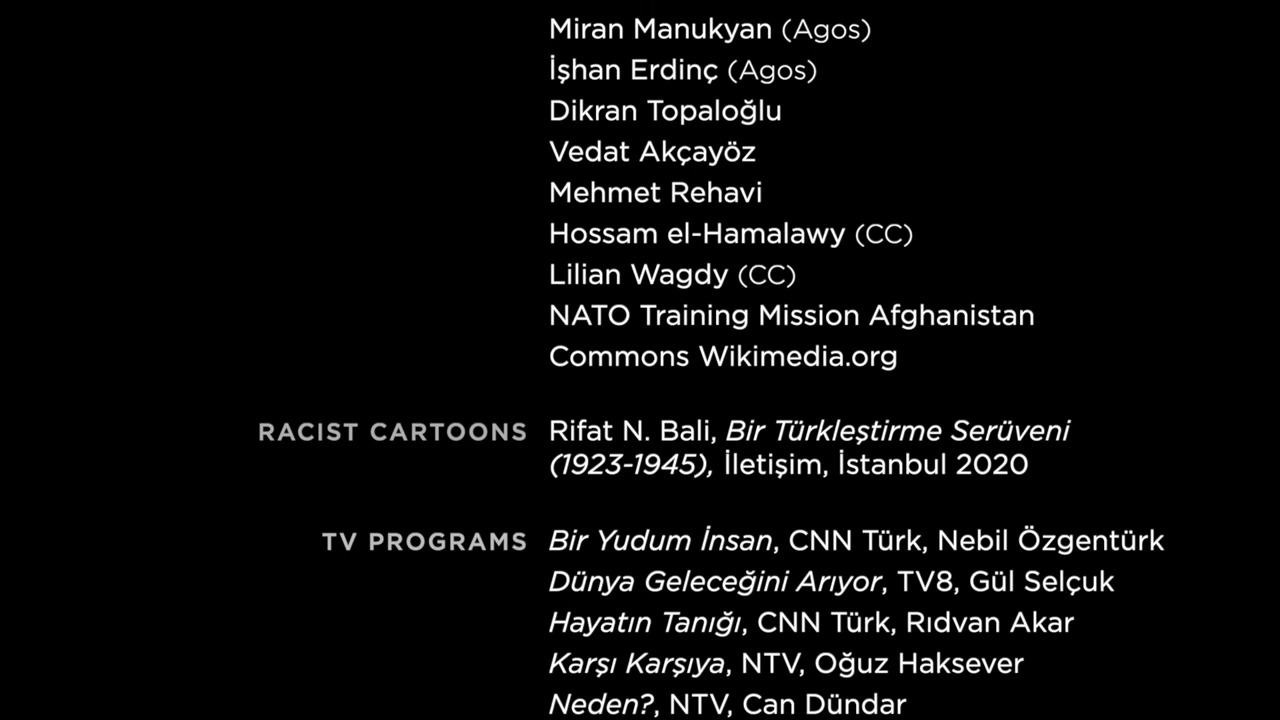 Miran Manukyan (Agos)
İşhan Erdinç (Agos)
Dikran Topaloğlu
Vedat Akçayöz
Mehmet Rehavi
Hossam el-Hamalawy (CC)
Lilian Wagdy (CC)
NATO Training Mission Afghanistan
Commons Wikimedia.org
RACIST CARTOONS Rifat N. Bali, Bir Türkleştirme Serüveni
(1923-1945), İletişim, İstanbul 2020
TV PROGRAMS Bir Yudum İnsan, CNN Türk, Nebil Özgentürk
Dünya Geleceğini Arıyor, TV8, Gül Selçuk
Hayatın Tanığı, CNN Türk, Rıdvan Akar
Karşı Karşıya, NTV, Oğuz Haksever
Neden?, NTV, Can Dündar